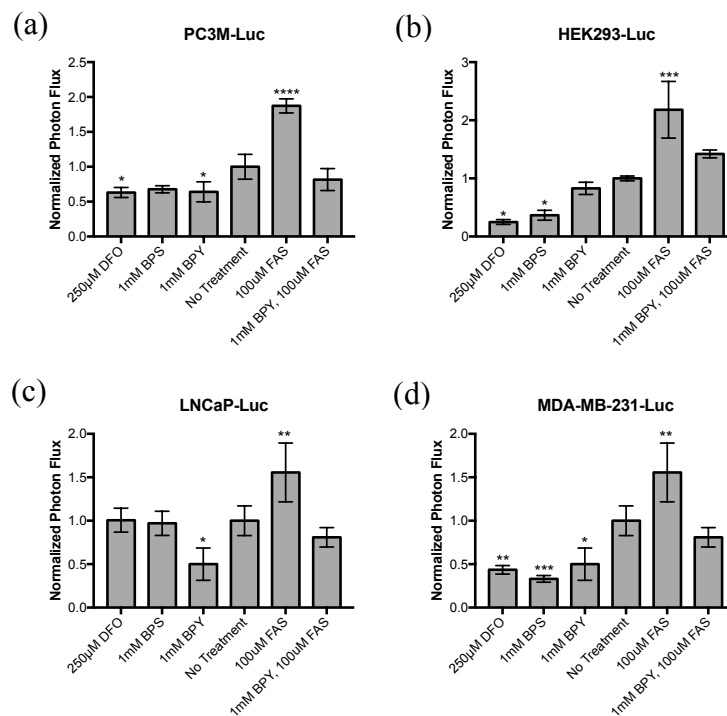 (a)
PC3M-Luc
Normalized Photon Flux
2.5
2.0
1.5
1.0
0.5
0.0
*
*
****
250µM DFO
1mM BPS
1mM BPY
No Treatment
100uM FAS
1mM BPY, 100uM FAS
(b)
HEK293-Luc
Normalized Photon Flux
3
2
1
0
*
*
***
250µM DFO
1mM BPS
1mM BPY
No Treatment
100uM FAS
1mM BPY, 100uM FAS
(c)
LNCaP-Luc
Normalized Photon Flux
2.0
1.5
1.0
0.5
0.0
*
**
250µM DFO
1mM BPS
1mM BPY
No Treatment
100uM FAS
1mM BPY, 100uM FAS
(d)
MDA-MB-231-Luc
Normalized Photon Flux
2.0
1.5
1.0
0.5
0.0
**
***
*
**
250µM DFO
1mM BPS
1mM BPY
No Treatment
100uM FAS
1mM BPY, 100uM FAS